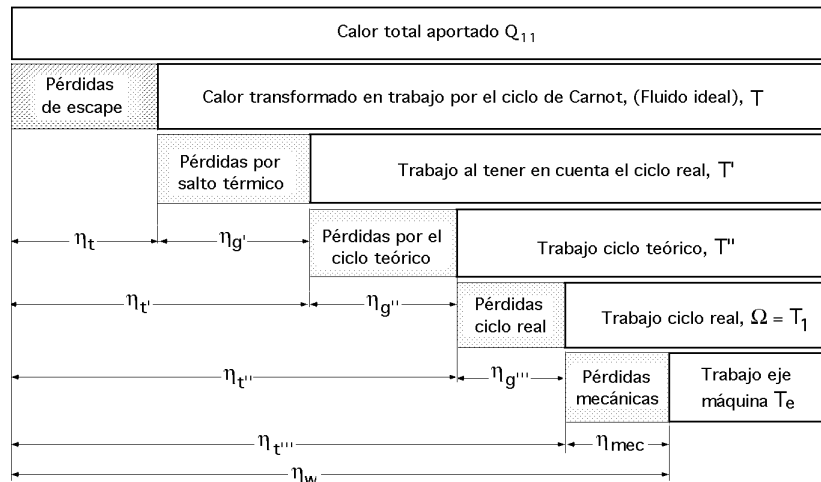 Calor total aportado Q11
Pérdidas
de escape
Calor transformado en trabajo por el ciclo de Carnot, (Fluido ideal), T
Pérdidas por
salto térmico
Trabajo al tener en cuenta el ciclo real, T'
ηt
ηg'
Pérdidas por el
ciclo teórico
Trabajo ciclo teórico, T''
ηt'
ηg''
Pérdidas
ciclo real
Trabajo ciclo real, Ω = T1
ηt''
ηg'''
Pérdidas
mecánicas
Trabajo eje
máquina Te
ηt'''
ηmec
ηw